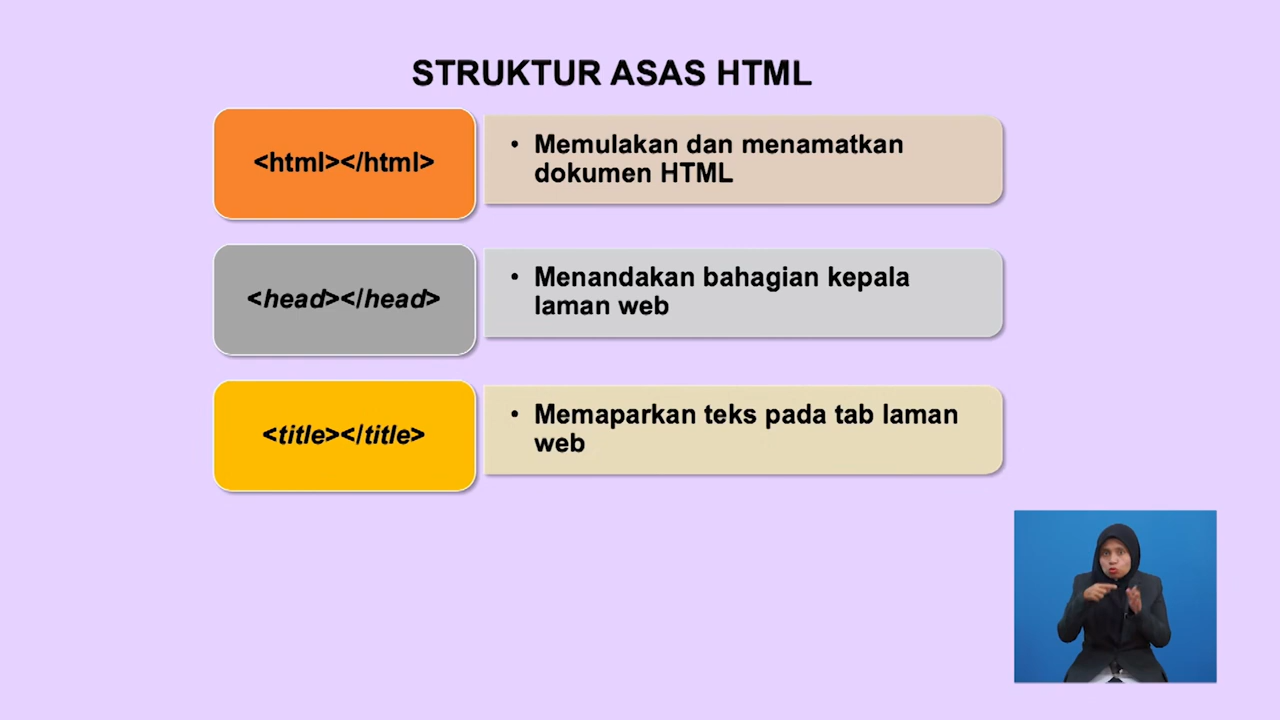 STRUKTUR ASAS HTML
<html></html>
• Memulakan dan menamatkan
dokumen HTML
<head></head>
• Menandakan bahagian kepala
laman web
<title></title>
• Memaparkan teks pada tab laman
web